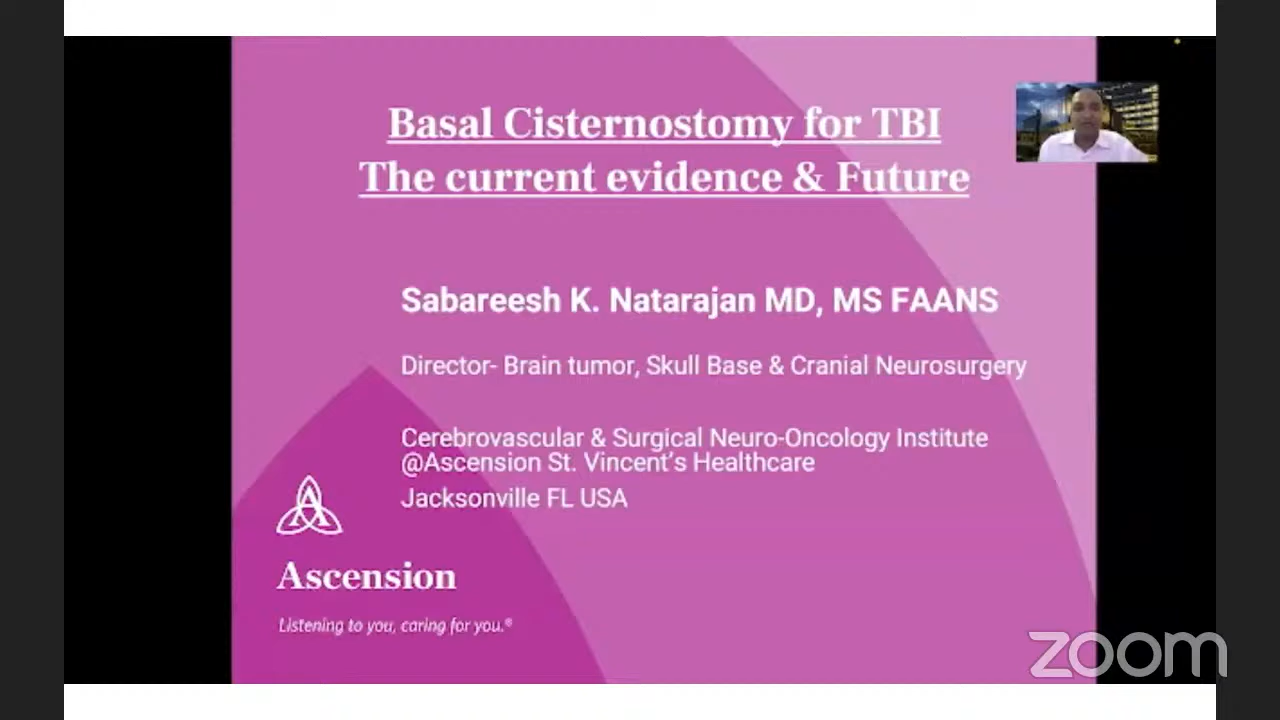 Basal Cisternostomy for TBI
The current evidence & Future
Sabareesh K. Natarajan MD, MS FAANS
Director- Brain tumor, Skull Base & Cranial Neurosurgery
Cerebrovascular & Surgical Neuro-Oncology Institute
@Ascension St. Vincent's Healthcare
Jacksonville FL USA
A
Ascension
Listening to you, caring for you.®
zoom